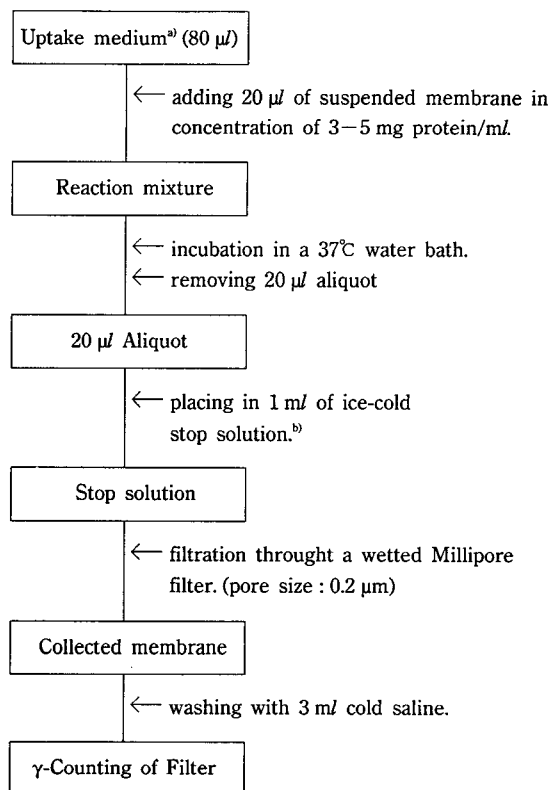 Uptake medium^a) (80 μl)
← adding 20 μl of suspended membrane in
concentration of 3−5 mg protein/ml.
Reaction mixture
← incubation in a 37℃ water bath.
← removing 20 μl aliquot
20 μl Aliquot
← placing in 1 ml of ice-cold
stop solution.^b)
Stop solution
← filtration throught a wetted Millipore
filter. (pore size : 0.2 μm)
Collected membrane
← washing with 3 ml cold saline.
γ-Counting of Filter